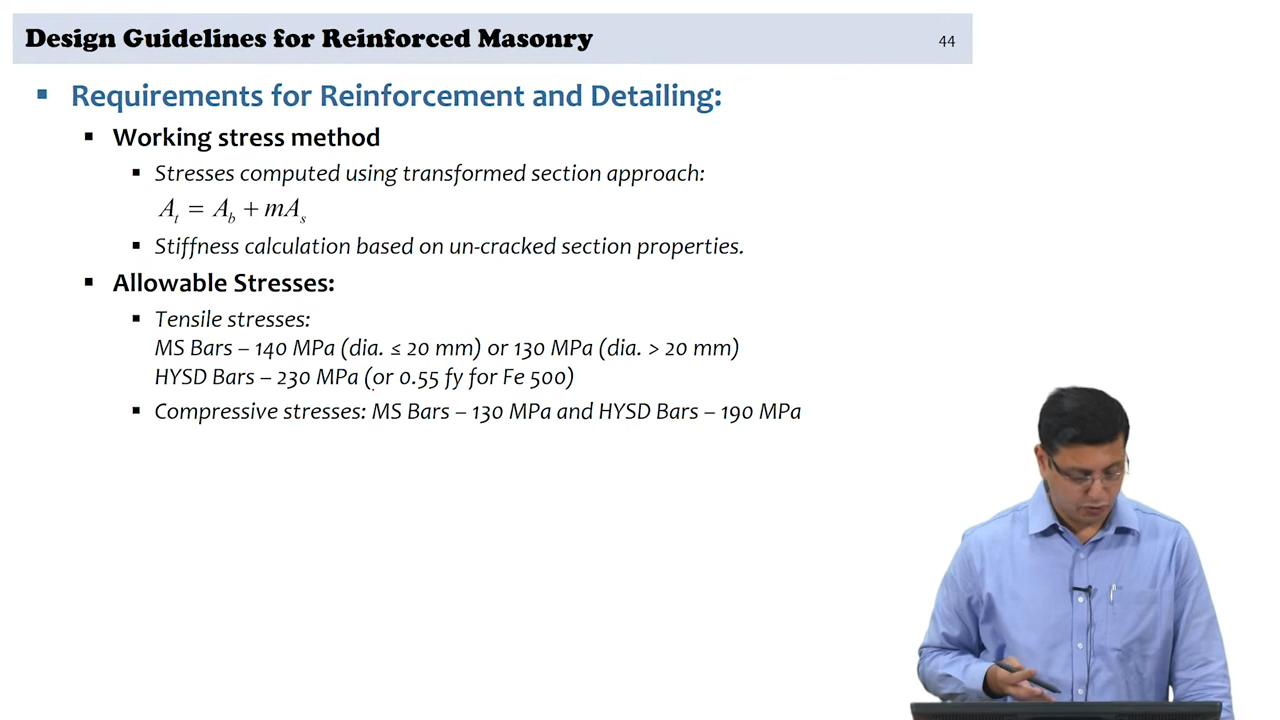 Design Guidelines for Reinforced Masonry
44
▪ Requirements for Reinforcement and Detailing:
▪ Working stress method
▪ Stresses computed using transformed section approach:
A_t = A_b + mA_s
▪ Stiffness calculation based on un-cracked section properties.
▪ Allowable Stresses:
▪ Tensile stresses:
MS Bars – 140 MPa (dia. ≤ 20 mm) or 130 MPa (dia. > 20 mm)
HYSD Bars – 230 MPa (or 0.55 fy for Fe 500)
▪ Compressive stresses: MS Bars – 130 MPa and HYSD Bars – 190 MPa